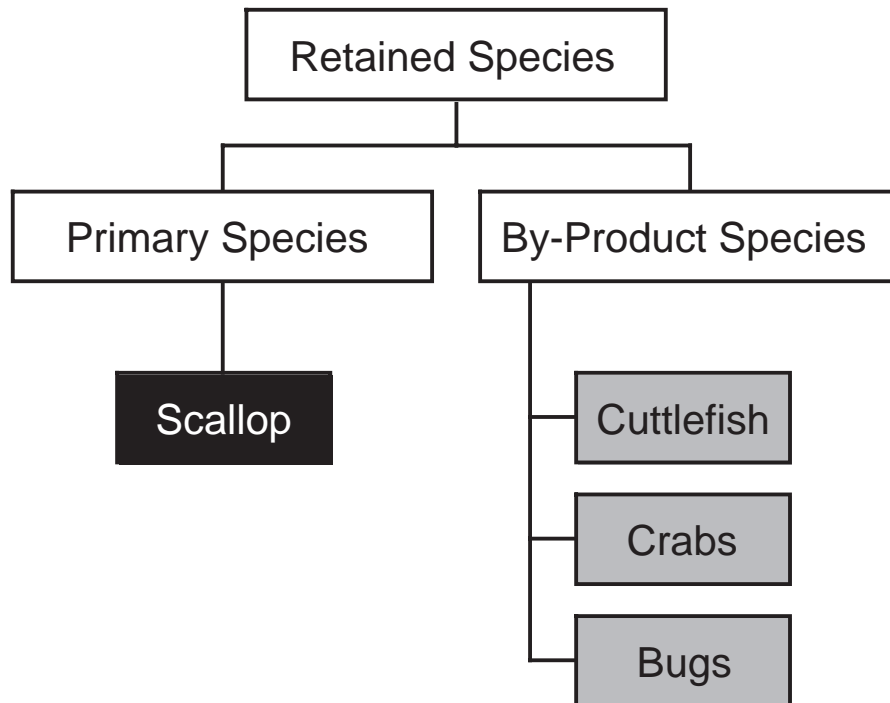 Retained Species
Primary Species
By-Product Species
Scallop
Cuttlefish
Crabs
Bugs